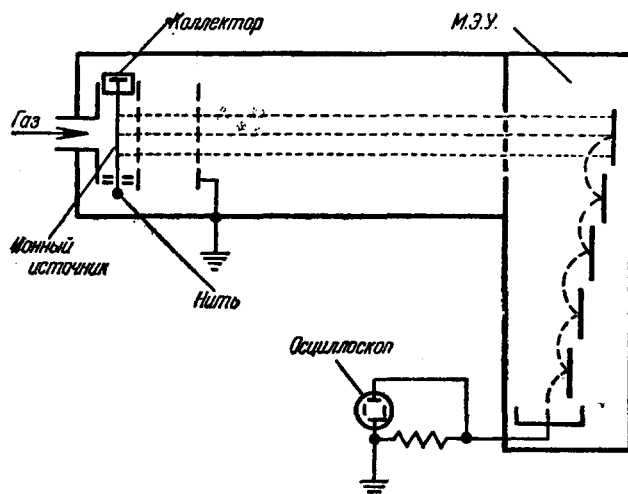 Коллектор
М.Э.У.
Газ
Ионный
источник
Нить
Осциллоскоп